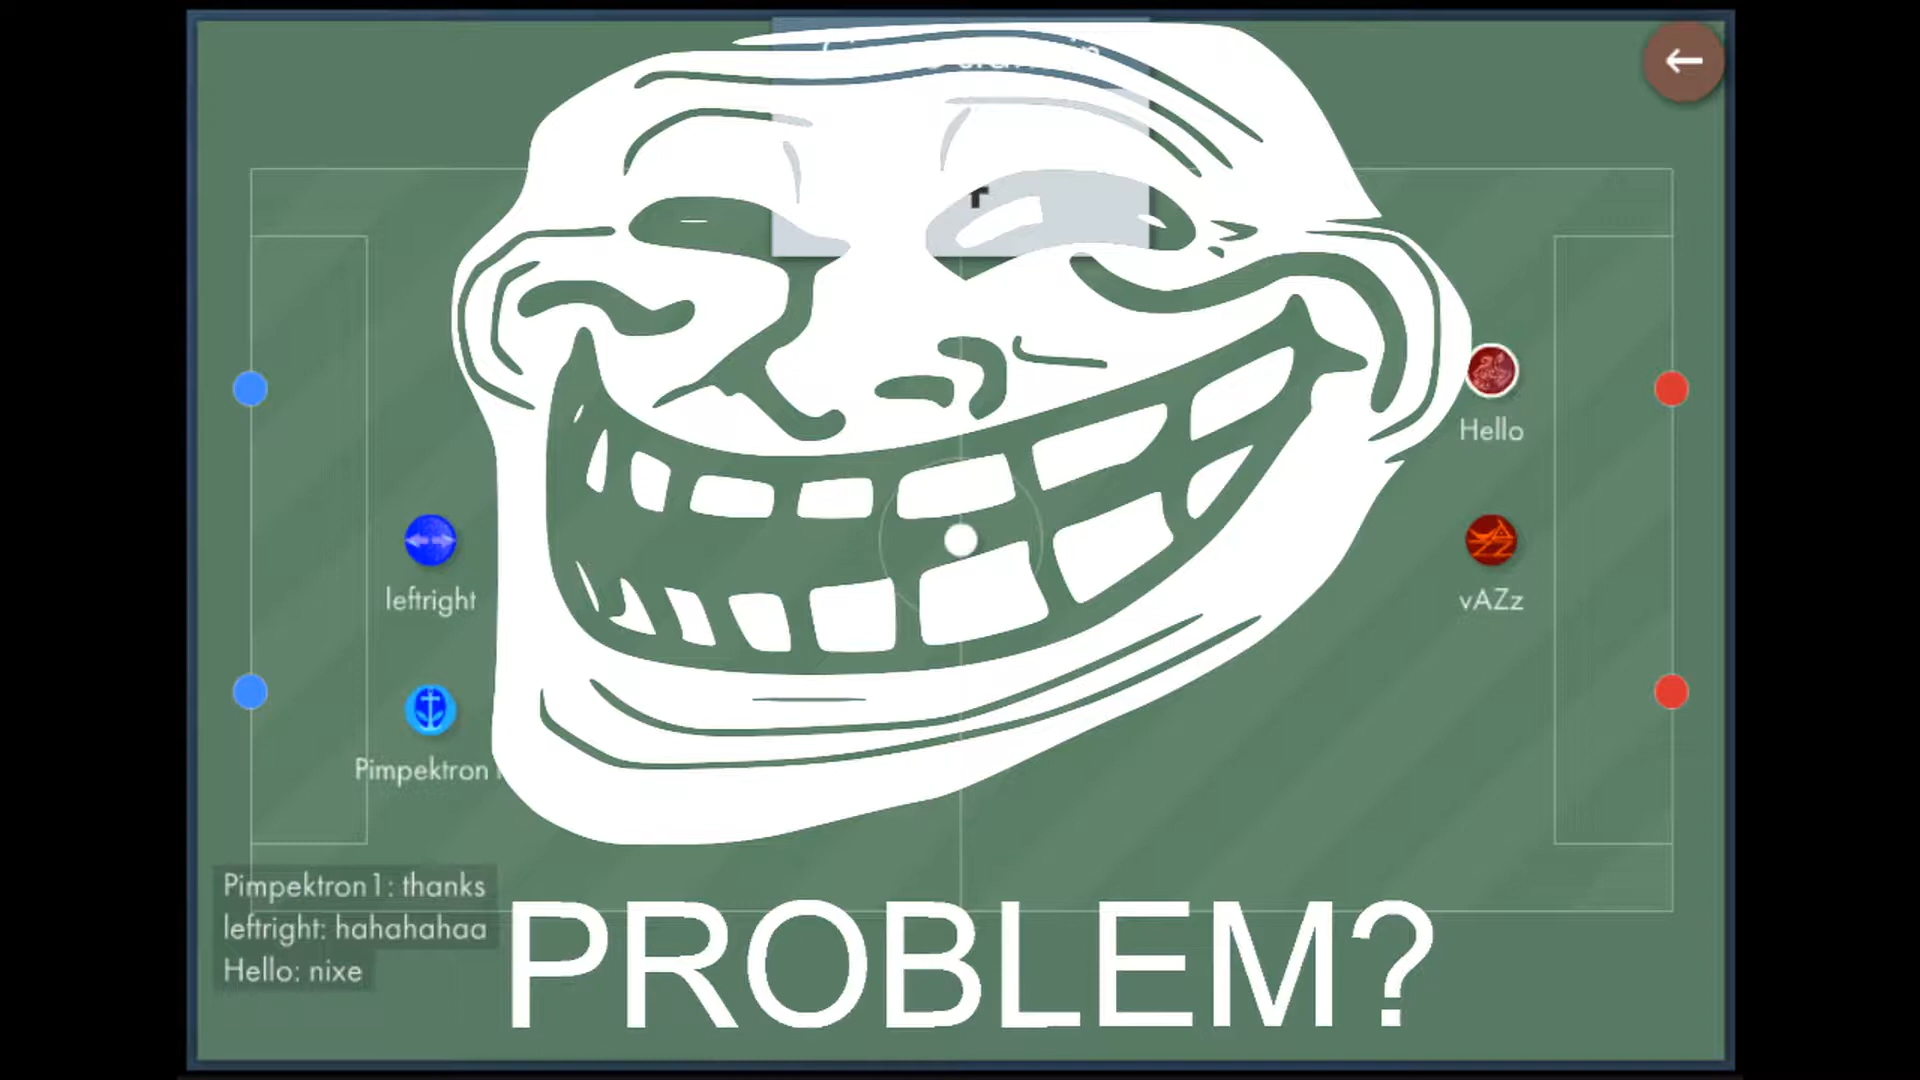 Hello
leftright
vAZz
Pimpektron
Pimpektron1: thanks
leftright: hahahahaa
Hello: nixe
PROBLEM?